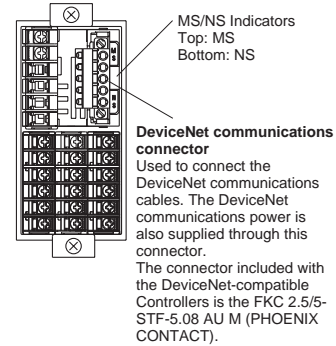 MS/NS Indicators
Top: MS
Bottom: NS
M
S
N
S
DeviceNet communications
connector
Used to connect the
DeviceNet communications
cables. The DeviceNet
communications power is
also supplied through this
connector.
The connector included with
the DeviceNet-compatible
Controllers is the FKC 2.5/5-
STF-5.08 AU M (PHOENIX
CONTACT).